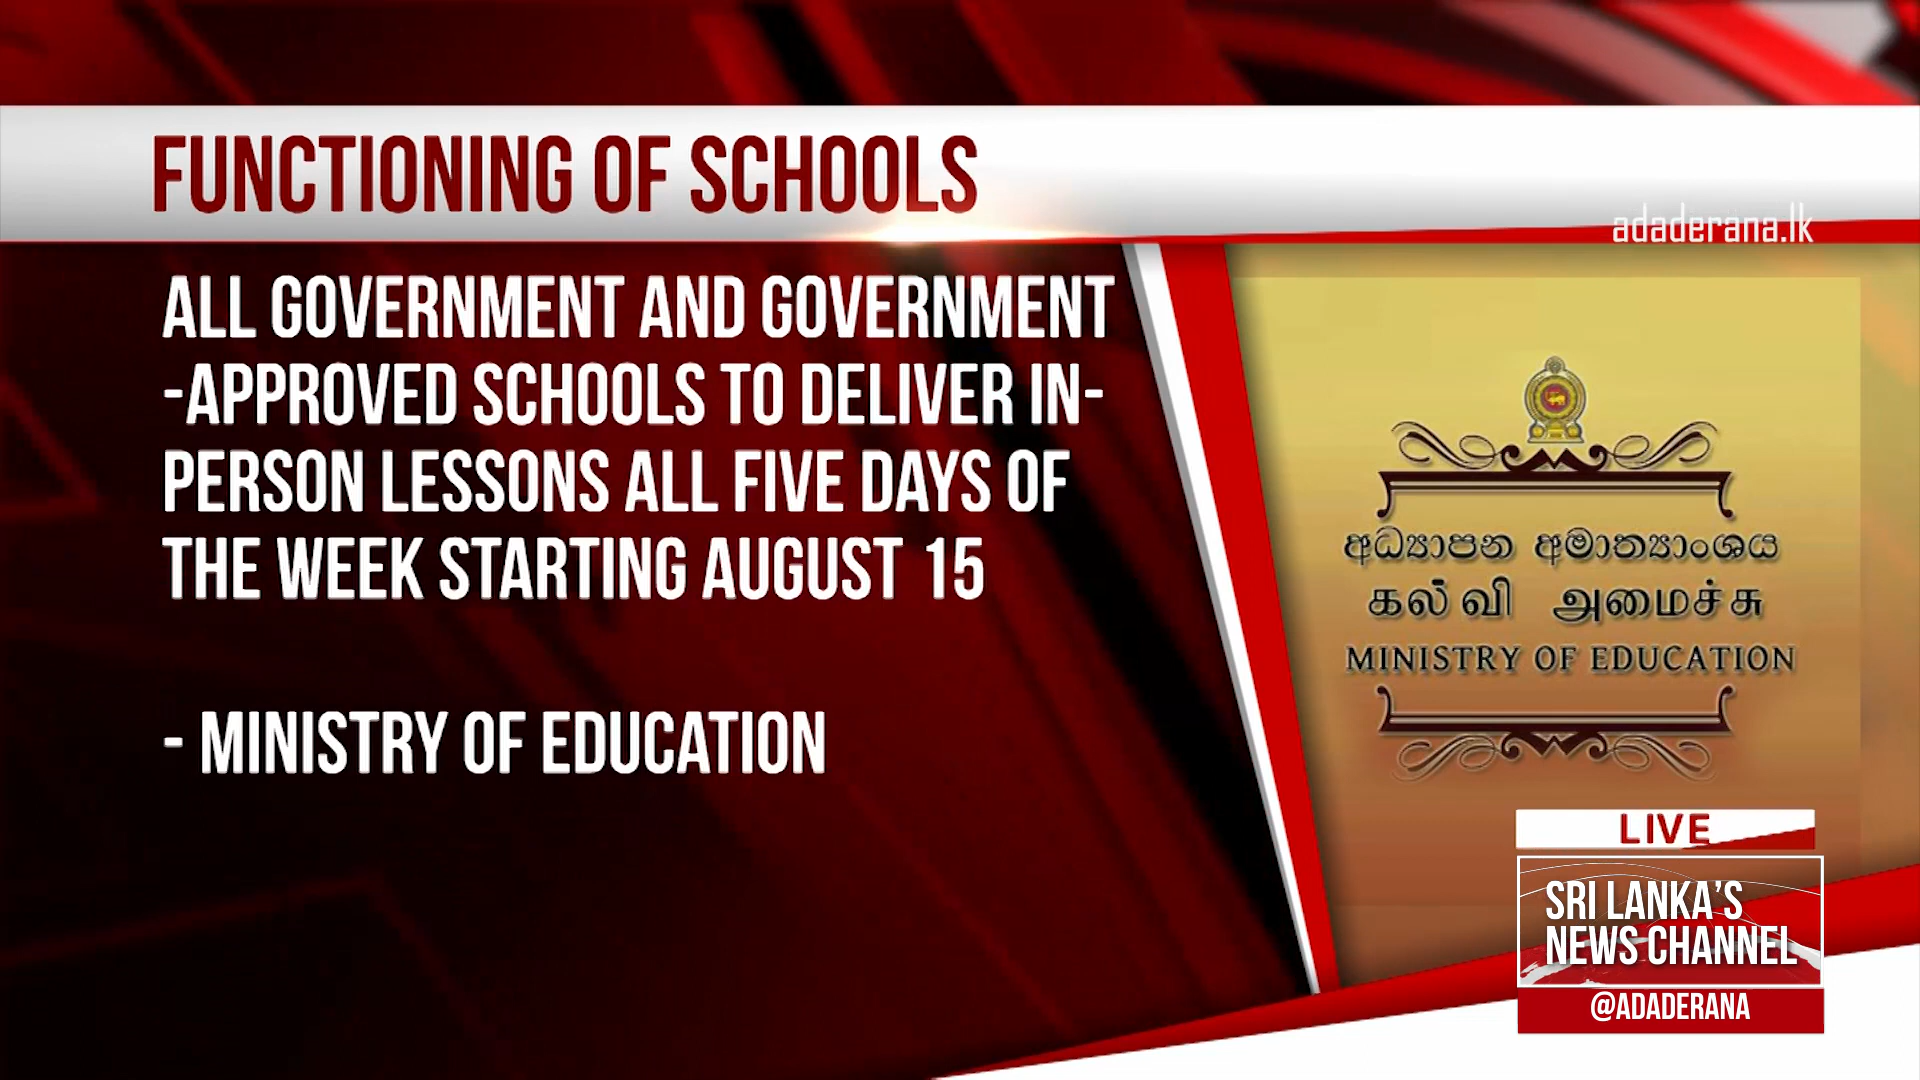 FUNCTIONING OF SCHOOLS
adaderana.lk
ALL GOVERNMENT AND GOVERNMENT
-APPROVED SCHOOLS TO DELIVER IN-
PERSON LESSONS ALL FIVE DAYS OF
THE WEEK STARTING AUGUST 15
- MINISTRY OF EDUCATION
අධ්‍යාපන අමාත්‍යාංශය
கல்வி அமைச்சு
MINISTRY OF EDUCATION
LIVE
SRI LANKA'S
NEWS CHANNEL
@ADADERANA